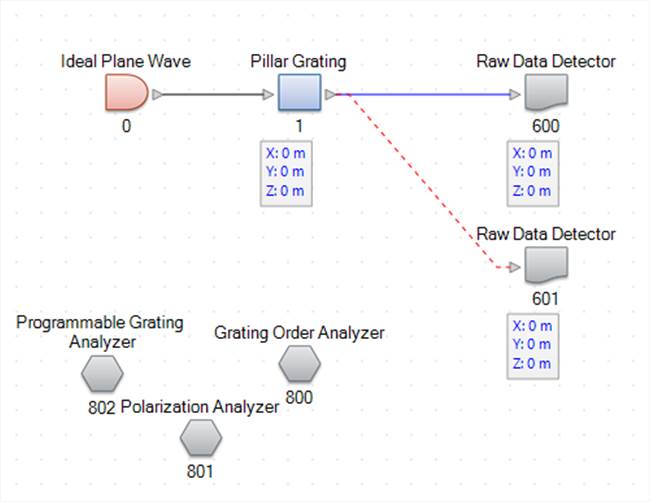 Ideal Plane Wave
Pillar Grating
Raw Data Detector
0
1
600
X: 0 m
Y: 0 m
Z: 0 m
X: 0 m
Y: 0 m
Z: 0 m
Raw Data Detector
601
X: 0 m
Y: 0 m
Z: 0 m
Programmable Grating
Analyzer
802
Grating Order Analyzer
800
Polarization Analyzer
801